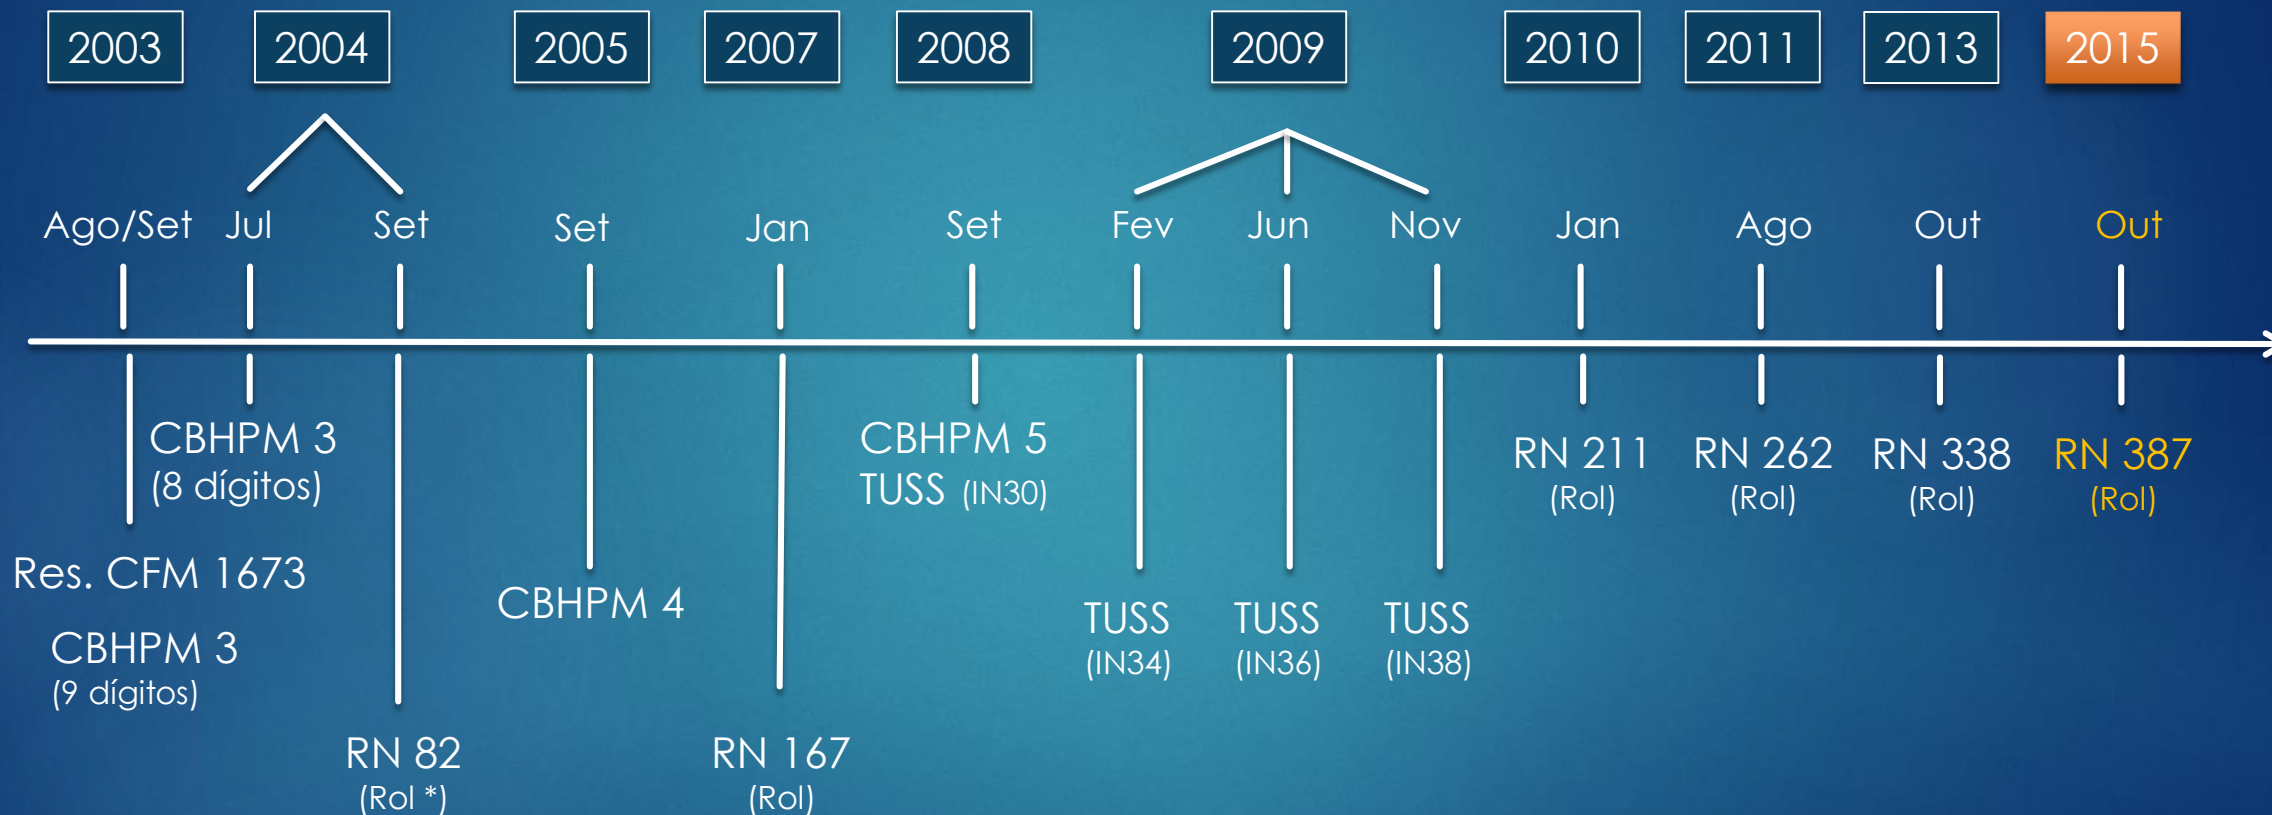 2003
2004
2005
2007
2008
2009
2010
2011
2013
2015
Ago/Set
Jul
Set
Set
Jan
Set
Fev
Jun
Nov
Jan
Ago
Out
Out
CBHPM 3
(8 dígitos)
Res. CFM 1673
CBHPM 3
(9 dígitos)
RN 82
(Rol *)
CBHPM 4
RN 167
(Rol)
CBHPM 5
TUSS (IN30)
TUSS
(IN34)
TUSS
(IN36)
TUSS
(IN38)
RN 211
(Rol)
RN 262
(Rol)
RN 338
(Rol)
RN 387
(Rol)